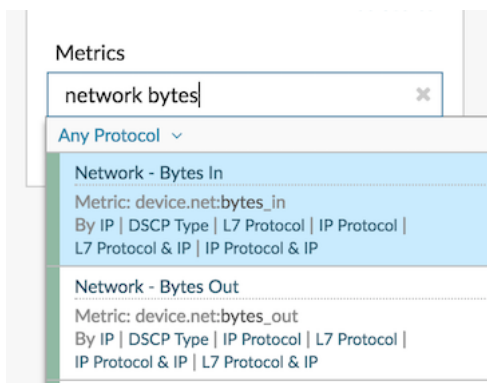 Metrics
network bytes
Any Protocol
Network - Bytes In
Metric: device.net:bytes_in
By IP | DSCP Type | L7 Protocol | IP Protocol |
L7 Protocol & IP | IP Protocol & IP
Network - Bytes Out
Metric: device.net:bytes_out
By IP | DSCP Type | IP Protocol | L7 Protocol |
IP Protocol & IP | L7 Protocol & IP